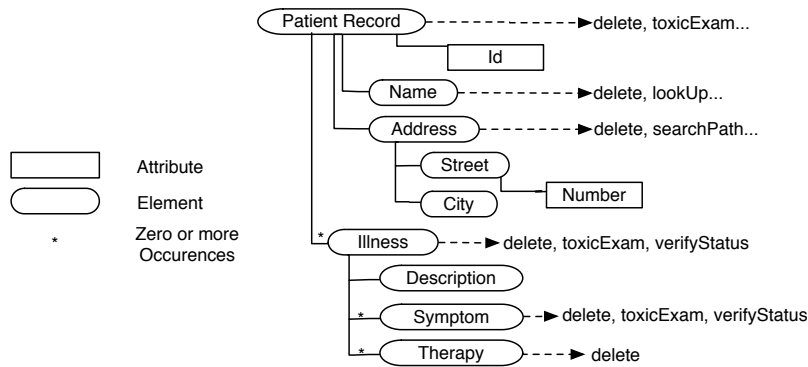 Patient Record
delete, toxicExam...
Id
Name
delete, lookUp...
Address
delete, searchPath...
Street
Number
City
Attribute
Element
*
Zero or more
Occurences
*
Illness
delete, toxicExam, verifyStatus
Description
*
Symptom
delete, toxicExam, verifyStatus
*
Therapy
delete